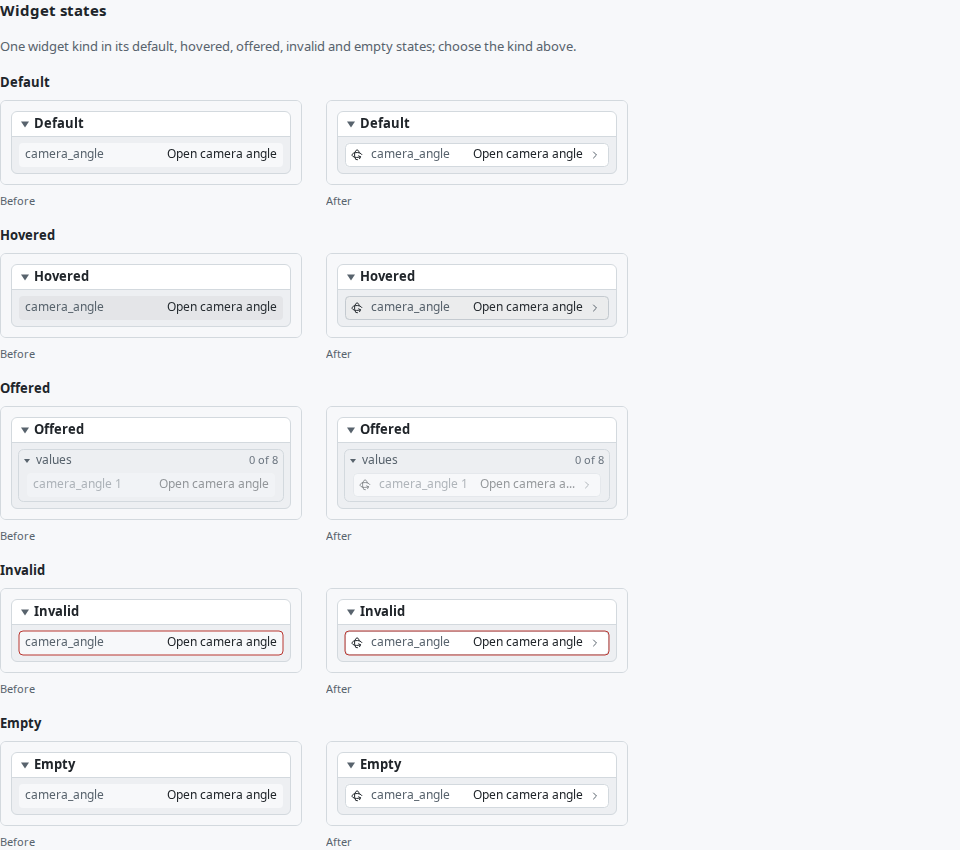 Widget states
One widget kind in its default, hovered, offered, invalid and empty states; choose the kind above.
Default
Default
camera_angle Open camera angle
Default
camera_angle Open camera angle
Before
After
Hovered
Hovered
camera_angle Open camera angle
Hovered
camera_angle Open camera angle
Before
After
Offered
Offered
values 0 of 8
camera_angle 1 Open camera angle
Offered
values 0 of 8
camera_angle 1 Open camera a...
Before
After
Invalid
Invalid
camera_angle Open camera angle
Invalid
camera_angle Open camera angle
Before
After
Empty
Empty
camera_angle Open camera angle
Empty
camera_angle Open camera angle
Before
After